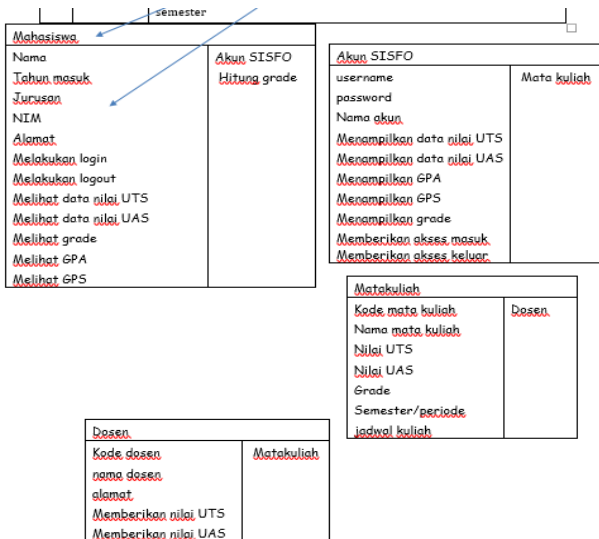 semester
Mahasiswa
Nama
Tahun masuk
Jurusan
NIM
Alamat
Melakukan login
Melakukan logout
Melihat data nilai UTS
Melihat data nilai UAS
Melihat grade
Melihat GPA
Melihat GPS
Akun SISFO
Hitung grade
Akun SISFO
username
password
Nama akun
Menampilkan data nilai UTS
Menampilkan data nilai UAS
Menampilkan GPA
Menampilkan GPS
Menampilkan grade
Memberikan akses masuk
Memberikan akses keluar
Mata kuliah
Matakuliah
Kode mata kuliah
Nama mata kuliah
Nilai UTS
Nilai UAS
Grade
Semester/periode
jadwal kuliah
Dosen
Dosen
Kode dosen
nama dosen
alamat
Memberikan nilai UTS
Memberikan nilai UAS
Matakuliah